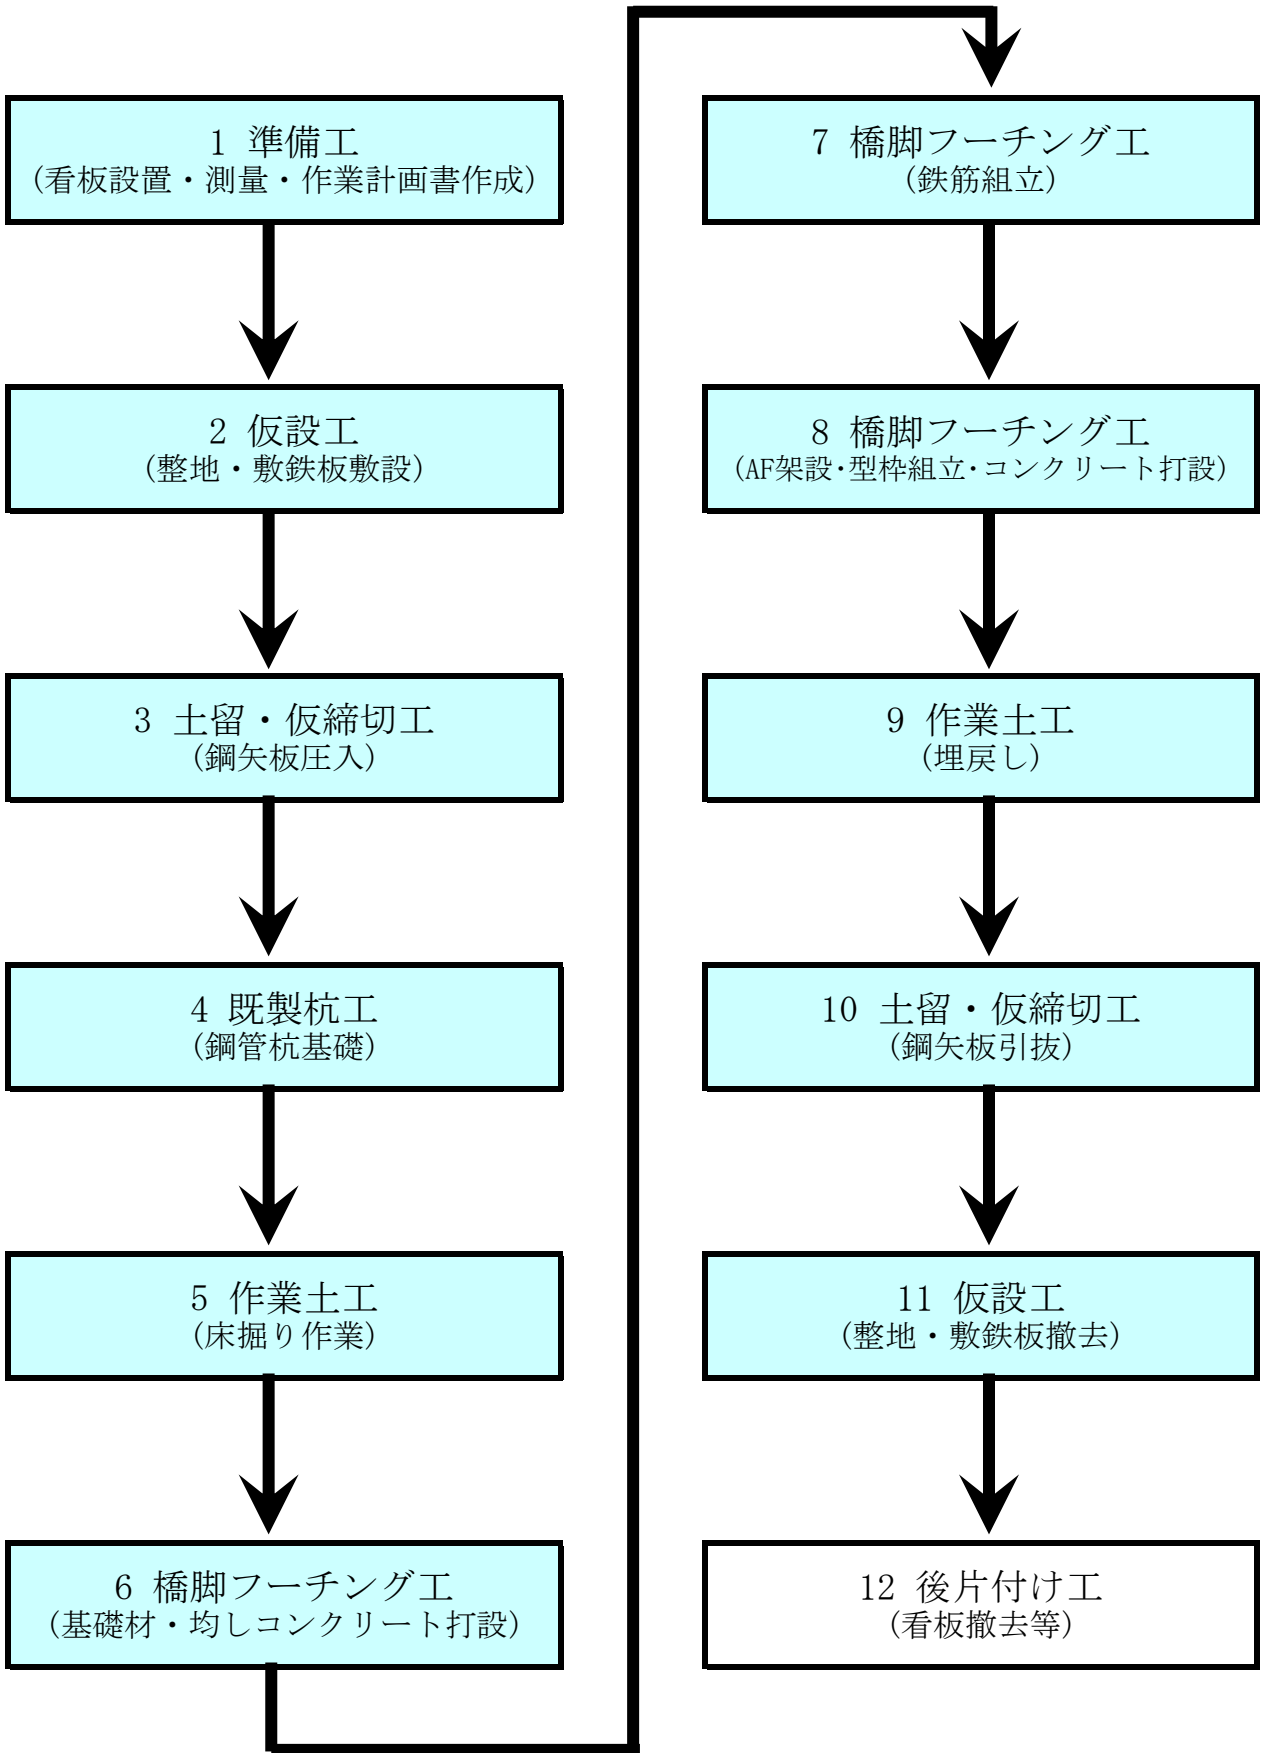 1 準備工
(看板設置・測量・作業計画書作成)
2 仮設工
(整地・敷鉄板敷設)
3 土留・仮締切工
(鋼矢板圧入)
4 既製杭工
(鋼管杭基礎)
5 作業土工
(床掘り作業)
6 橋脚フーチング工
(基礎材・均しコンクリート打設)
7 橋脚フーチング工
(鉄筋組立)
8 橋脚フーチング工
(AF架設・型枠組立・コンクリート打設)
9 作業土工
(埋戻し)
10 土留・仮締切工
(鋼矢板引抜)
11 仮設工
(整地・敷鉄板撤去)
12 後片付け工
(看板撤去等)